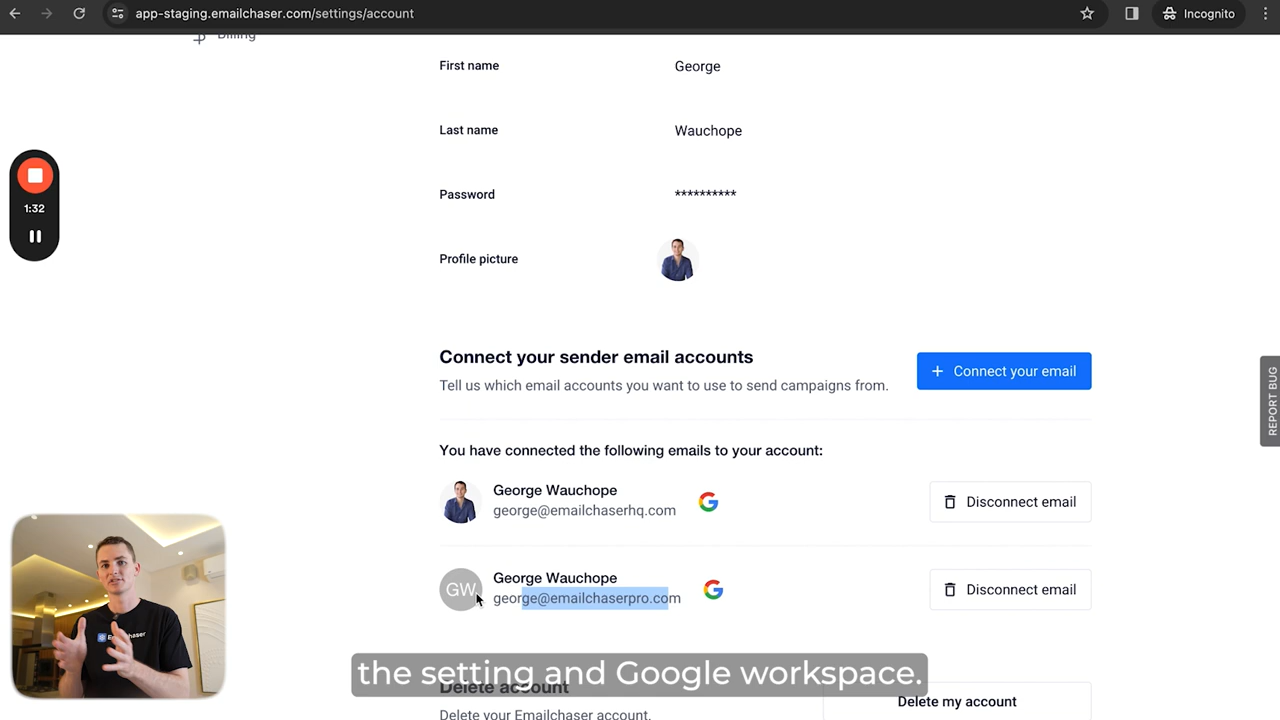 app-staging.emailchaser.com/settings/account
Incognito
Billing
First name
George
Last name
Wauchope
1:32
Password
**********
Profile picture
Connect your sender email accounts
Connect your email
Tell us which email accounts you want to use to send campaigns from.
REPORT BUG
You have connected the following emails to your account:
George Wauchope
george@emailchaserhq.com
Disconnect email
GW
George Wauchope
george@emailchaserpro.com
Disconnect email
Emailchaser
the setting and Google workspace.
Delete account
Delete my account
Delete your Emailchaser account.